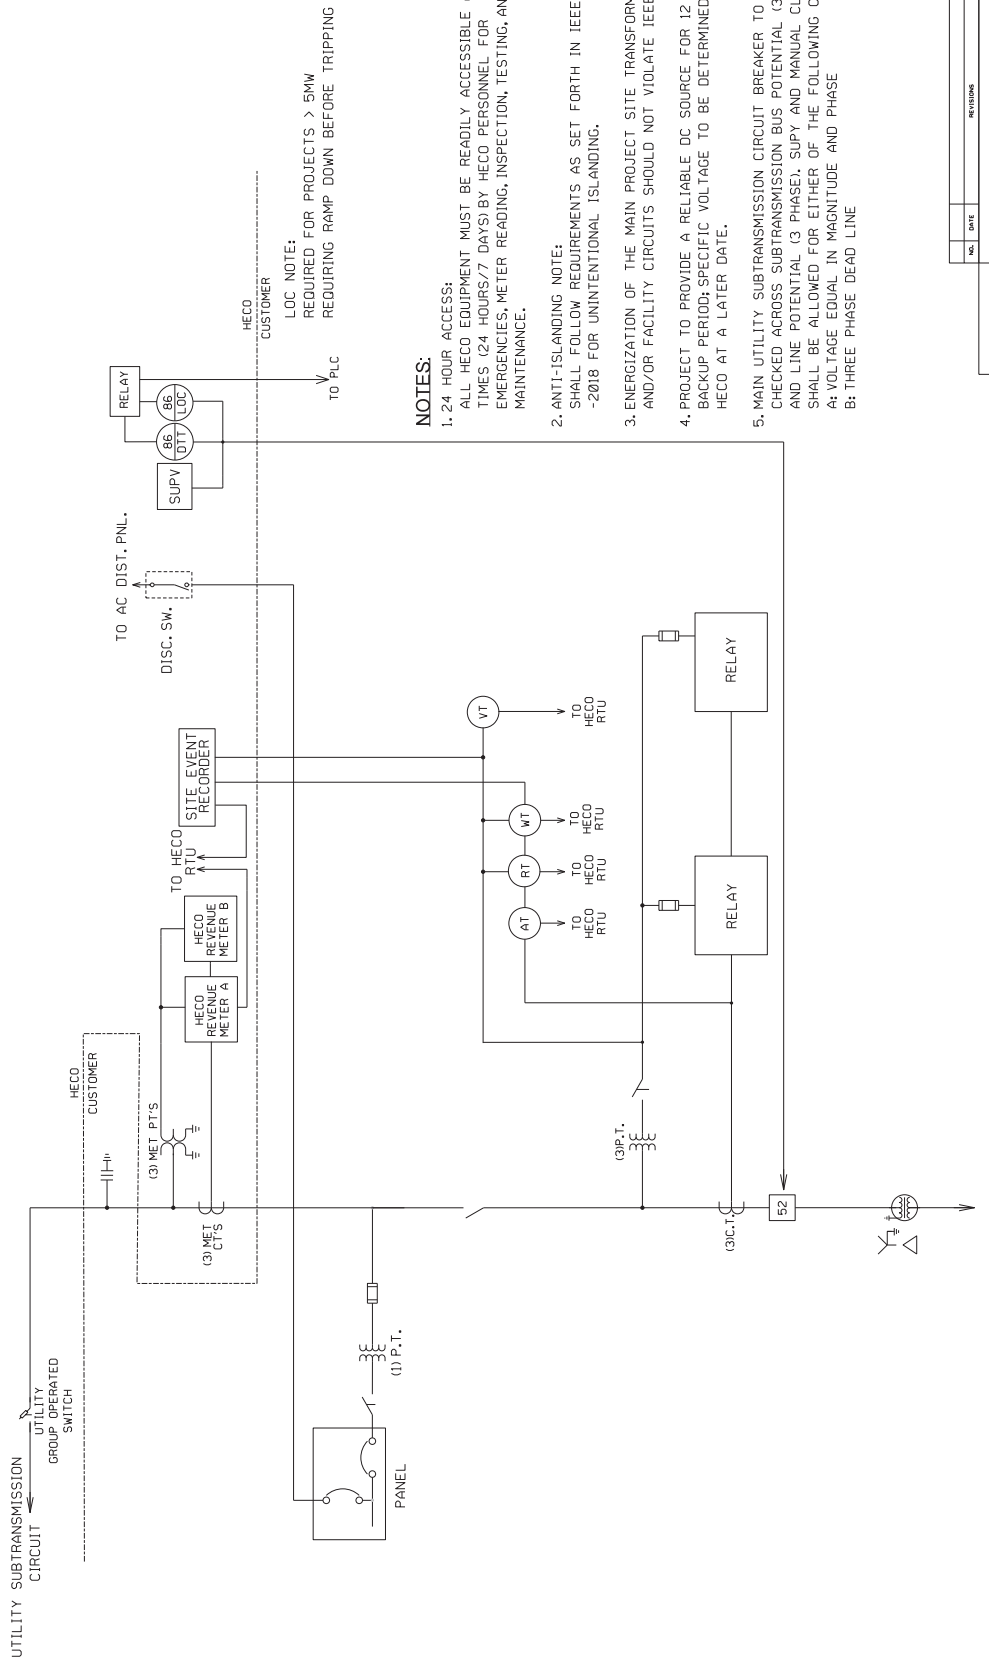 UTILITY SUBTRANSMISSION
CIRCUIT
UTILITY
GROUP OPERATED
SWITCH
HECO
CUSTOMER
(3) MET PT'S
(3) MET
CT'S
HECO
REVENUE
METER A
HECO
REVENUE
METER B
TO HECO
RTU
SITE EVENT
RECORDER
DISC. SW.
TO AC DIST. PNL.
SUPV
86
DTT
86
LOC
RELAY
TO PLC
HECO
CUSTOMER
LOC NOTE:
REQUIRED FOR PROJECTS > 5MW
REQUIRING RAMP DOWN BEFORE TRIPPING
PANEL
(1) P.T.
AT
RT
WT
VT
TO
HECO
RTU
TO
HECO
RTU
TO
HECO
RTU
TO
HECO
RTU
(3)P.T.
RELAY
RELAY
(3)C.T.
52
NOTES:
1. 24 HOUR ACCESS:
ALL HECO EQUIPMENT MUST BE READILY ACCESSIBLE
TIMES (24 HOURS/7 DAYS) BY HECO PERSONNEL FOR
EMERGENCIES, METER READING, INSPECTION, TESTING,
MAINTENANCE.
2. ANTI-ISLANDING NOTE:
SHALL FOLLOW REQUIREMENTS AS SET FORTH IN IEEE
-2018 FOR UNINTENTIONAL ISLANDING.
3. ENERGIZATION OF THE MAIN PROJECT SITE TRANSFORM
AND/OR FACILITY CIRCUITS SHOULD NOT VIOLATE IEEE
4. PROJECT TO PROVIDE A RELIABLE DC SOURCE FOR 12
BACKUP PERIOD; SPECIFIC VOLTAGE TO BE DETERMINED
HECO AT A LATER DATE.
5. MAIN UTILITY SUBTRANSMISSION CIRCUIT BREAKER TO
CHECKED ACROSS SUBTRANSMISSION BUS POTENTIAL (3
AND LINE POTENTIAL (3 PHASE). SUPV AND MANUAL CL
SHALL BE ALLOWED FOR EITHER OF THE FOLLOWING
A: VOLTAGE EQUAL IN MAGNITUDE AND PHASE
B: THREE PHASE DEAD LINE
NO.
DATE
REVISIONS